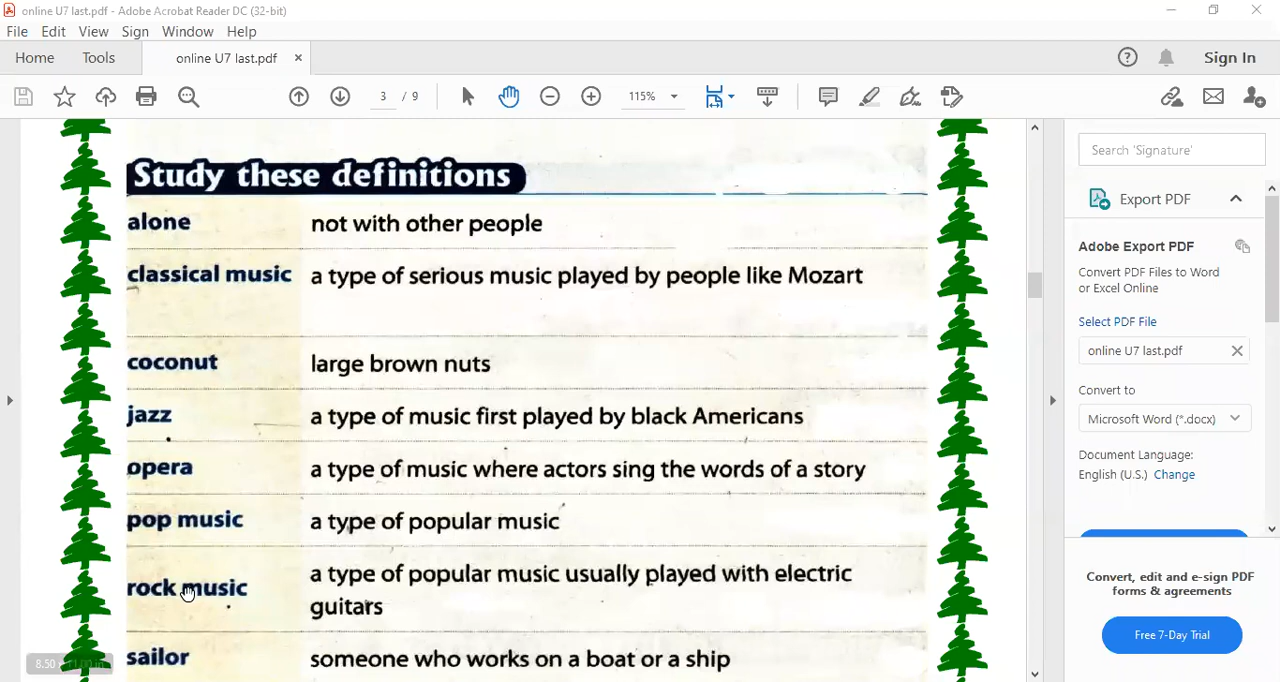 online U7 last.pdf - Adobe Acrobat Reader DC (32-bit)
File Edit View Sign Window Help
Home Tools online U7 last.pdf × Sign In
3 / 9 115%
Study these definitions
alone not with other people
classical music a type of serious music played by people like Mozart
coconut large brown nuts
jazz a type of music first played by black Americans
opera a type of music where actors sing the words of a story
pop music a type of popular music
rock music a type of popular music usually played with electric
guitars
sailor someone who works on a boat or a ship
Search 'Signature'
Export PDF
Adobe Export PDF
Convert PDF Files to Word
or Excel Online
Select PDF File
online U7 last.pdf
Convert to
Microsoft Word (*.docx)
Document Language:
English (U.S.) Change
Convert, edit and e-sign PDF
forms & agreements
Free 7-Day Trial